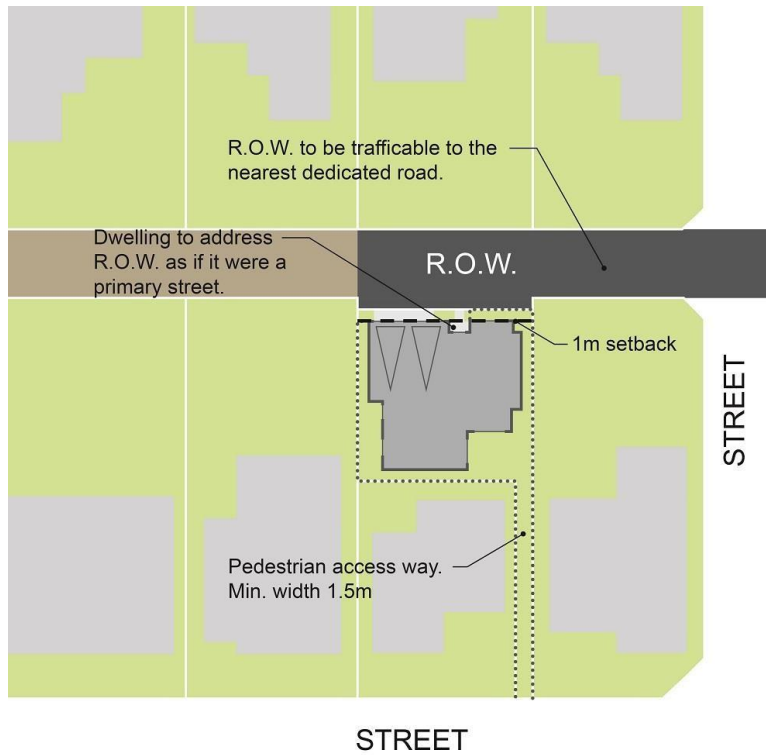 R.O.W. to be trafficable to the
nearest dedicated road.
Dwelling to address
R.O.W. as if it were a
primary street.
R.O.W.
1m setback
STREET
Pedestrian access way.
Min. width 1.5m
STREET